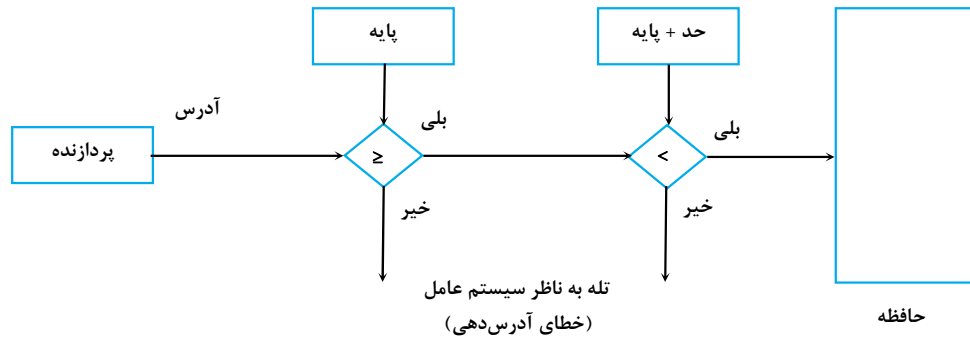 پایه
حد + پایه
آدرس
بلی
بلی
پردازنده
≥
<
خیر
خیر
تله به ناظر سیستم عامل
(خطای آدرس‌دهی)
حافظه